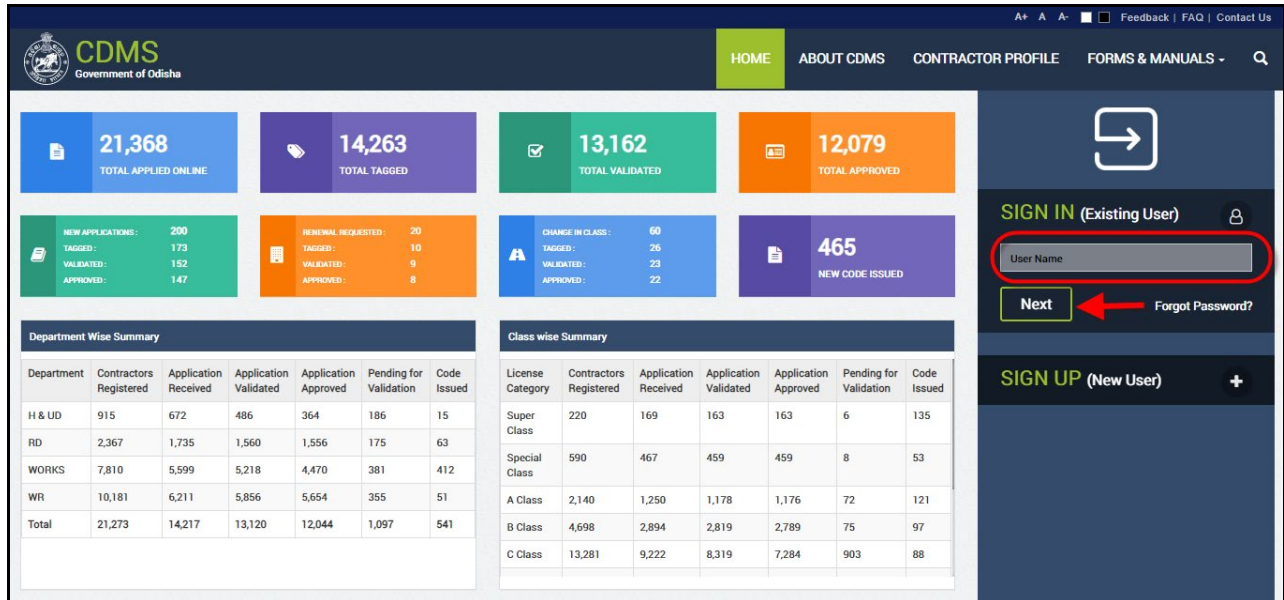 A+ A A- Feedback | FAQ | Contact Us
CDMS
Government of Odisha
HOME ABOUT CDMS CONTRACTOR PROFILE FORMS & MANUALS
21,368
TOTAL APPLIED ONLINE
14,263
TOTAL TAGGED
13,162
TOTAL VALIDATED
12,079
TOTAL APPROVED
NEW APPLICATIONS : 200
TAGGED : 173
VALIDATED : 152
APPROVED : 147
RENEWAL REQUESTED : 20
TAGGED : 10
VALIDATED : 9
APPROVED : 8
CHANGE IN CLASS : 60
TAGGED : 26
VALIDATED : 23
APPROVED : 22
465
NEW CODE ISSUED
Department Wise Summary
Department Contractors Registered Application Received Application Validated Application Approved Pending for Validation Code Issued
H & UD 915 672 486 364 186 15
RD 2,367 1,735 1,560 1,556 175 63
WORKS 7,810 5,599 5,218 4,470 381 412
WR 10,181 6,211 5,856 5,654 355 51
Total 21,273 14,217 13,120 12,044 1,097 541
Class wise Summary
License Category Contractors Registered Application Received Application Validated Application Approved Pending for Validation Code Issued
Super Class 220 169 163 163 6 135
Special Class 590 467 459 459 8 53
A Class 2,140 1,250 1,178 1,176 72 121
B Class 4,698 2,894 2,819 2,789 75 97
C Class 13,281 9,222 8,319 7,284 903 88
SIGN IN (Existing User)
User Name
Next Forgot Password?
SIGN UP (New User)